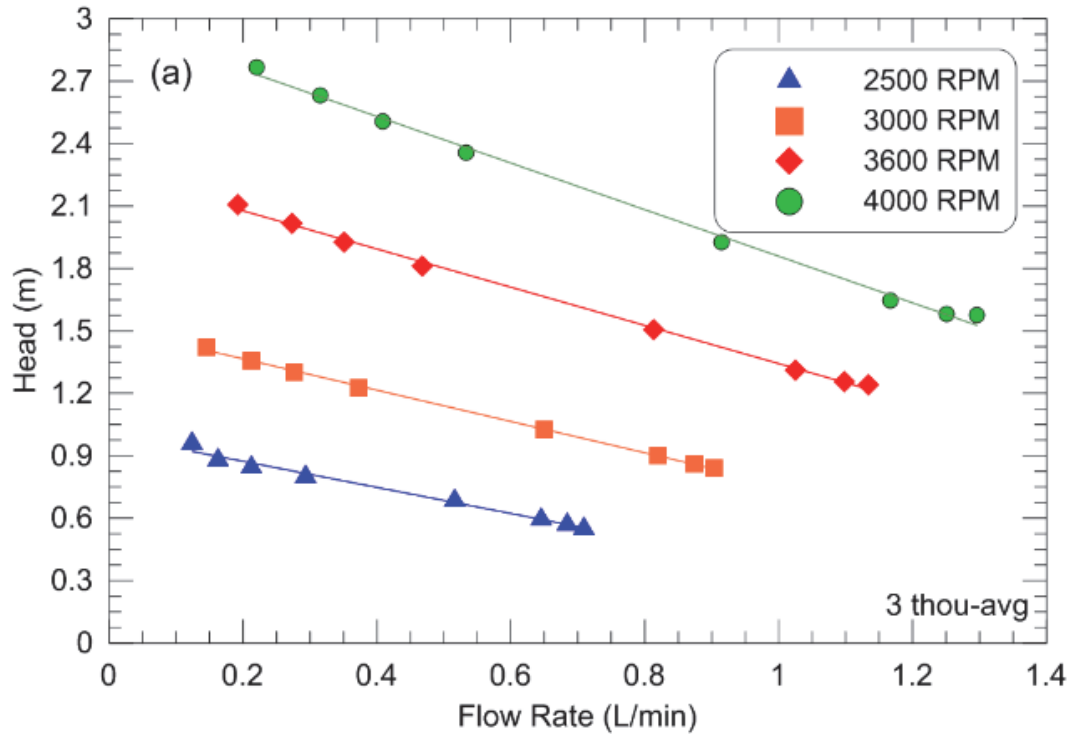 3
2.7
2.4
2.1
1.8
1.5
1.2
0.9
0.6
0.3
0
Head (m)
(a)
2500 RPM
3000 RPM
3600 RPM
4000 RPM
3 thou-avg
0 0.2 0.4 0.6 0.8 1 1.2 1.4
Flow Rate (L/min)